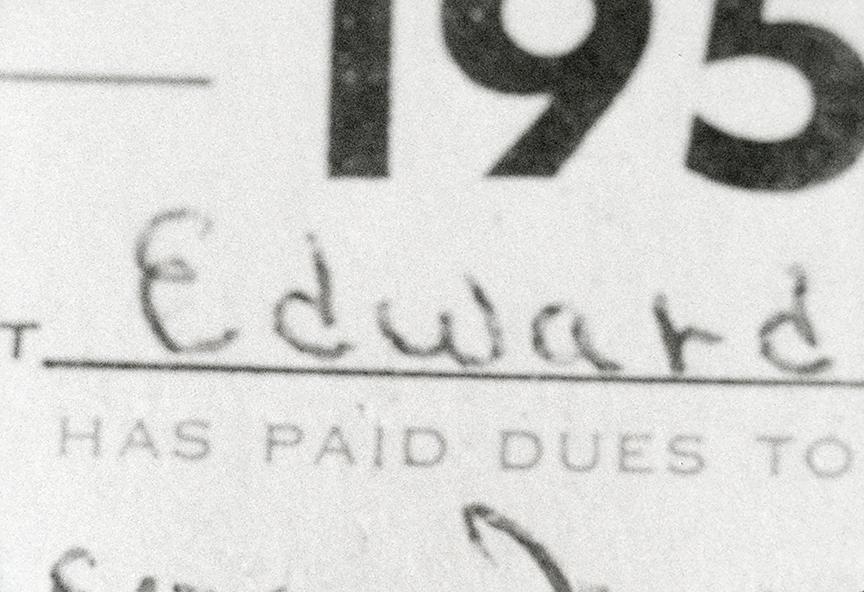 195
T Edward
HAS PAID DUES TO